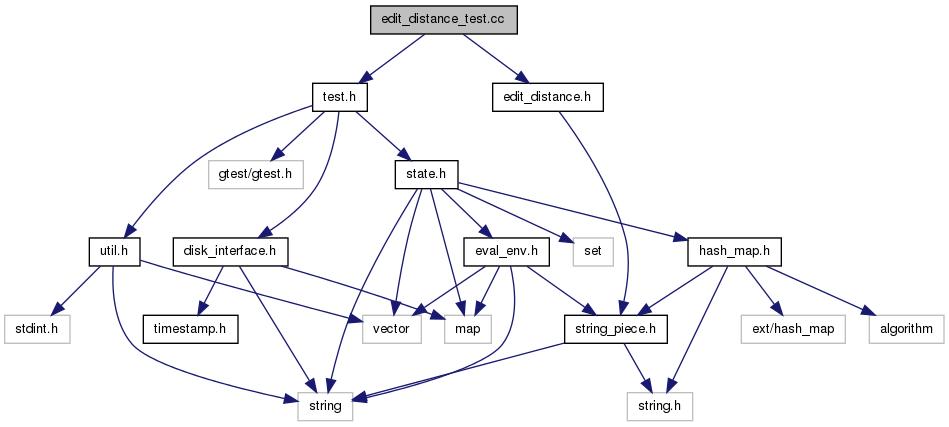 edit_distance_test.cc
test.h
edit_distance.h
gtest/gtest.h
state.h
util.h
disk_interface.h
eval_env.h
set
hash_map.h
stdint.h
timestamp.h
vector
map
string_piece.h
ext/hash_map
algorithm
string
string.h